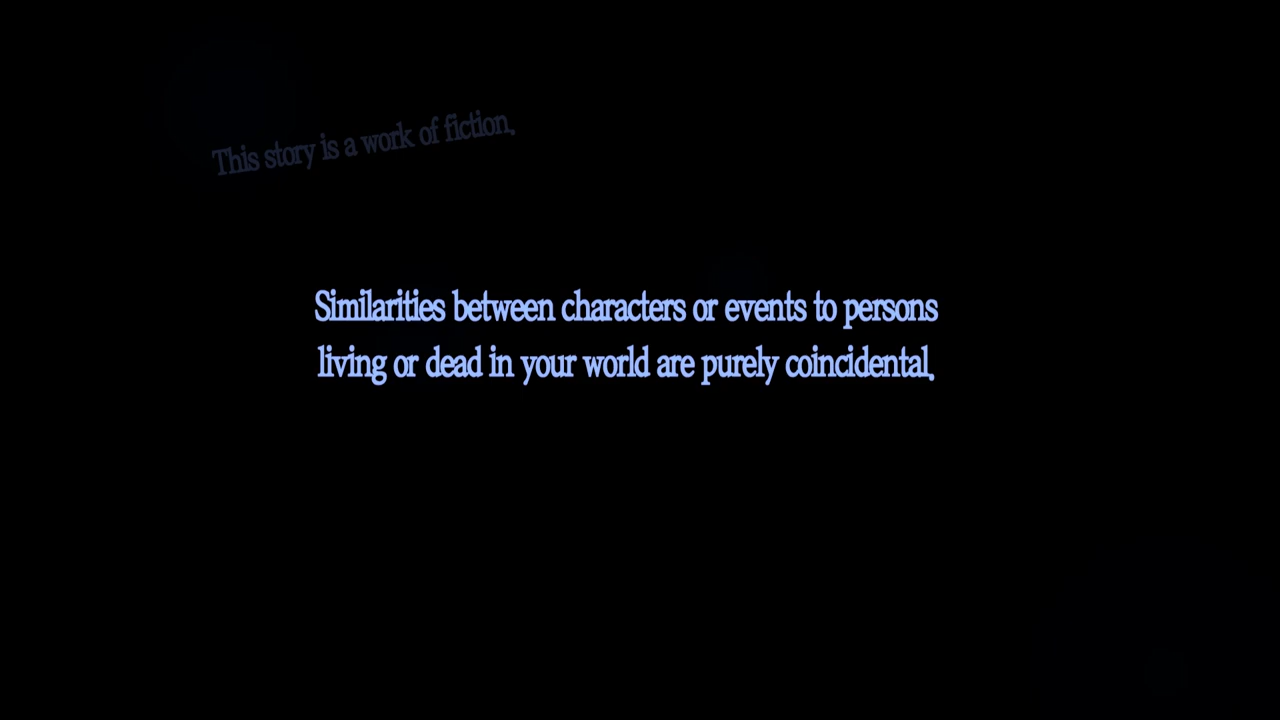 This story is a work of fiction.
Similarities between characters or events to persons
living or dead in your world are purely coincidental.